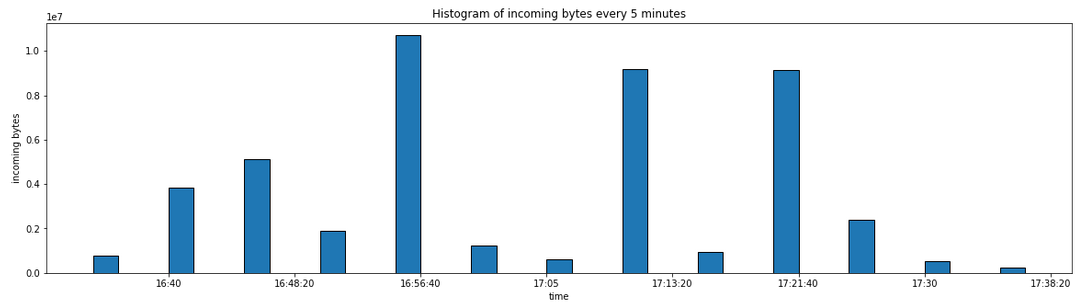 Histogram of incoming bytes every 5 minutes
1e7
1.0
0.8
0.6
0.4
0.2
0.0
incoming bytes
16:40 16:48:20 16:56:40 17:05 17:13:20 17:21:40 17:30 17:38:20
time